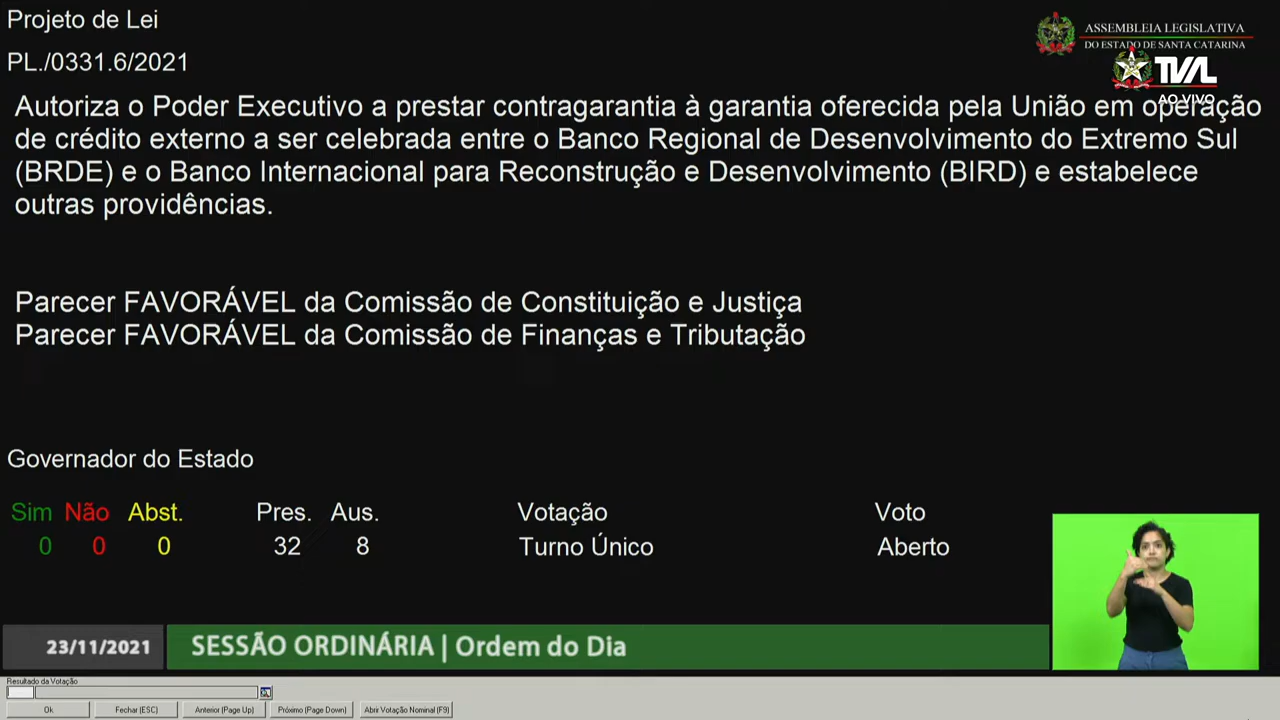 Projeto de Lei
ASSEMBLEIA LEGISLATIVA
DO ESTADO DE SANTA CATARINA
PL./0331.6/2021
TVAL
AO VIVO
Autoriza o Poder Executivo a prestar contragarantia à garantia oferecida pela União em operação
de crédito externo a ser celebrada entre o Banco Regional de Desenvolvimento do Extremo Sul
(BRDE) e o Banco Internacional para Reconstrução e Desenvolvimento (BIRD) e estabelece
outras providências.
Parecer FAVORÁVEL da Comissão de Constituição e Justiça
Parecer FAVORÁVEL da Comissão de Finanças e Tributação
Governador do Estado
Sim Não Abst. Pres. Aus. Votação Voto
0 0 0 32 8 Turno Único Aberto
23/11/2021 SESSÃO ORDINÁRIA | Ordem do Dia
Resultado da Votação
Ok Fechar (ESC) Anterior (Page Up) Próximo (Page Down) Abrir Votação Nominal (F9)